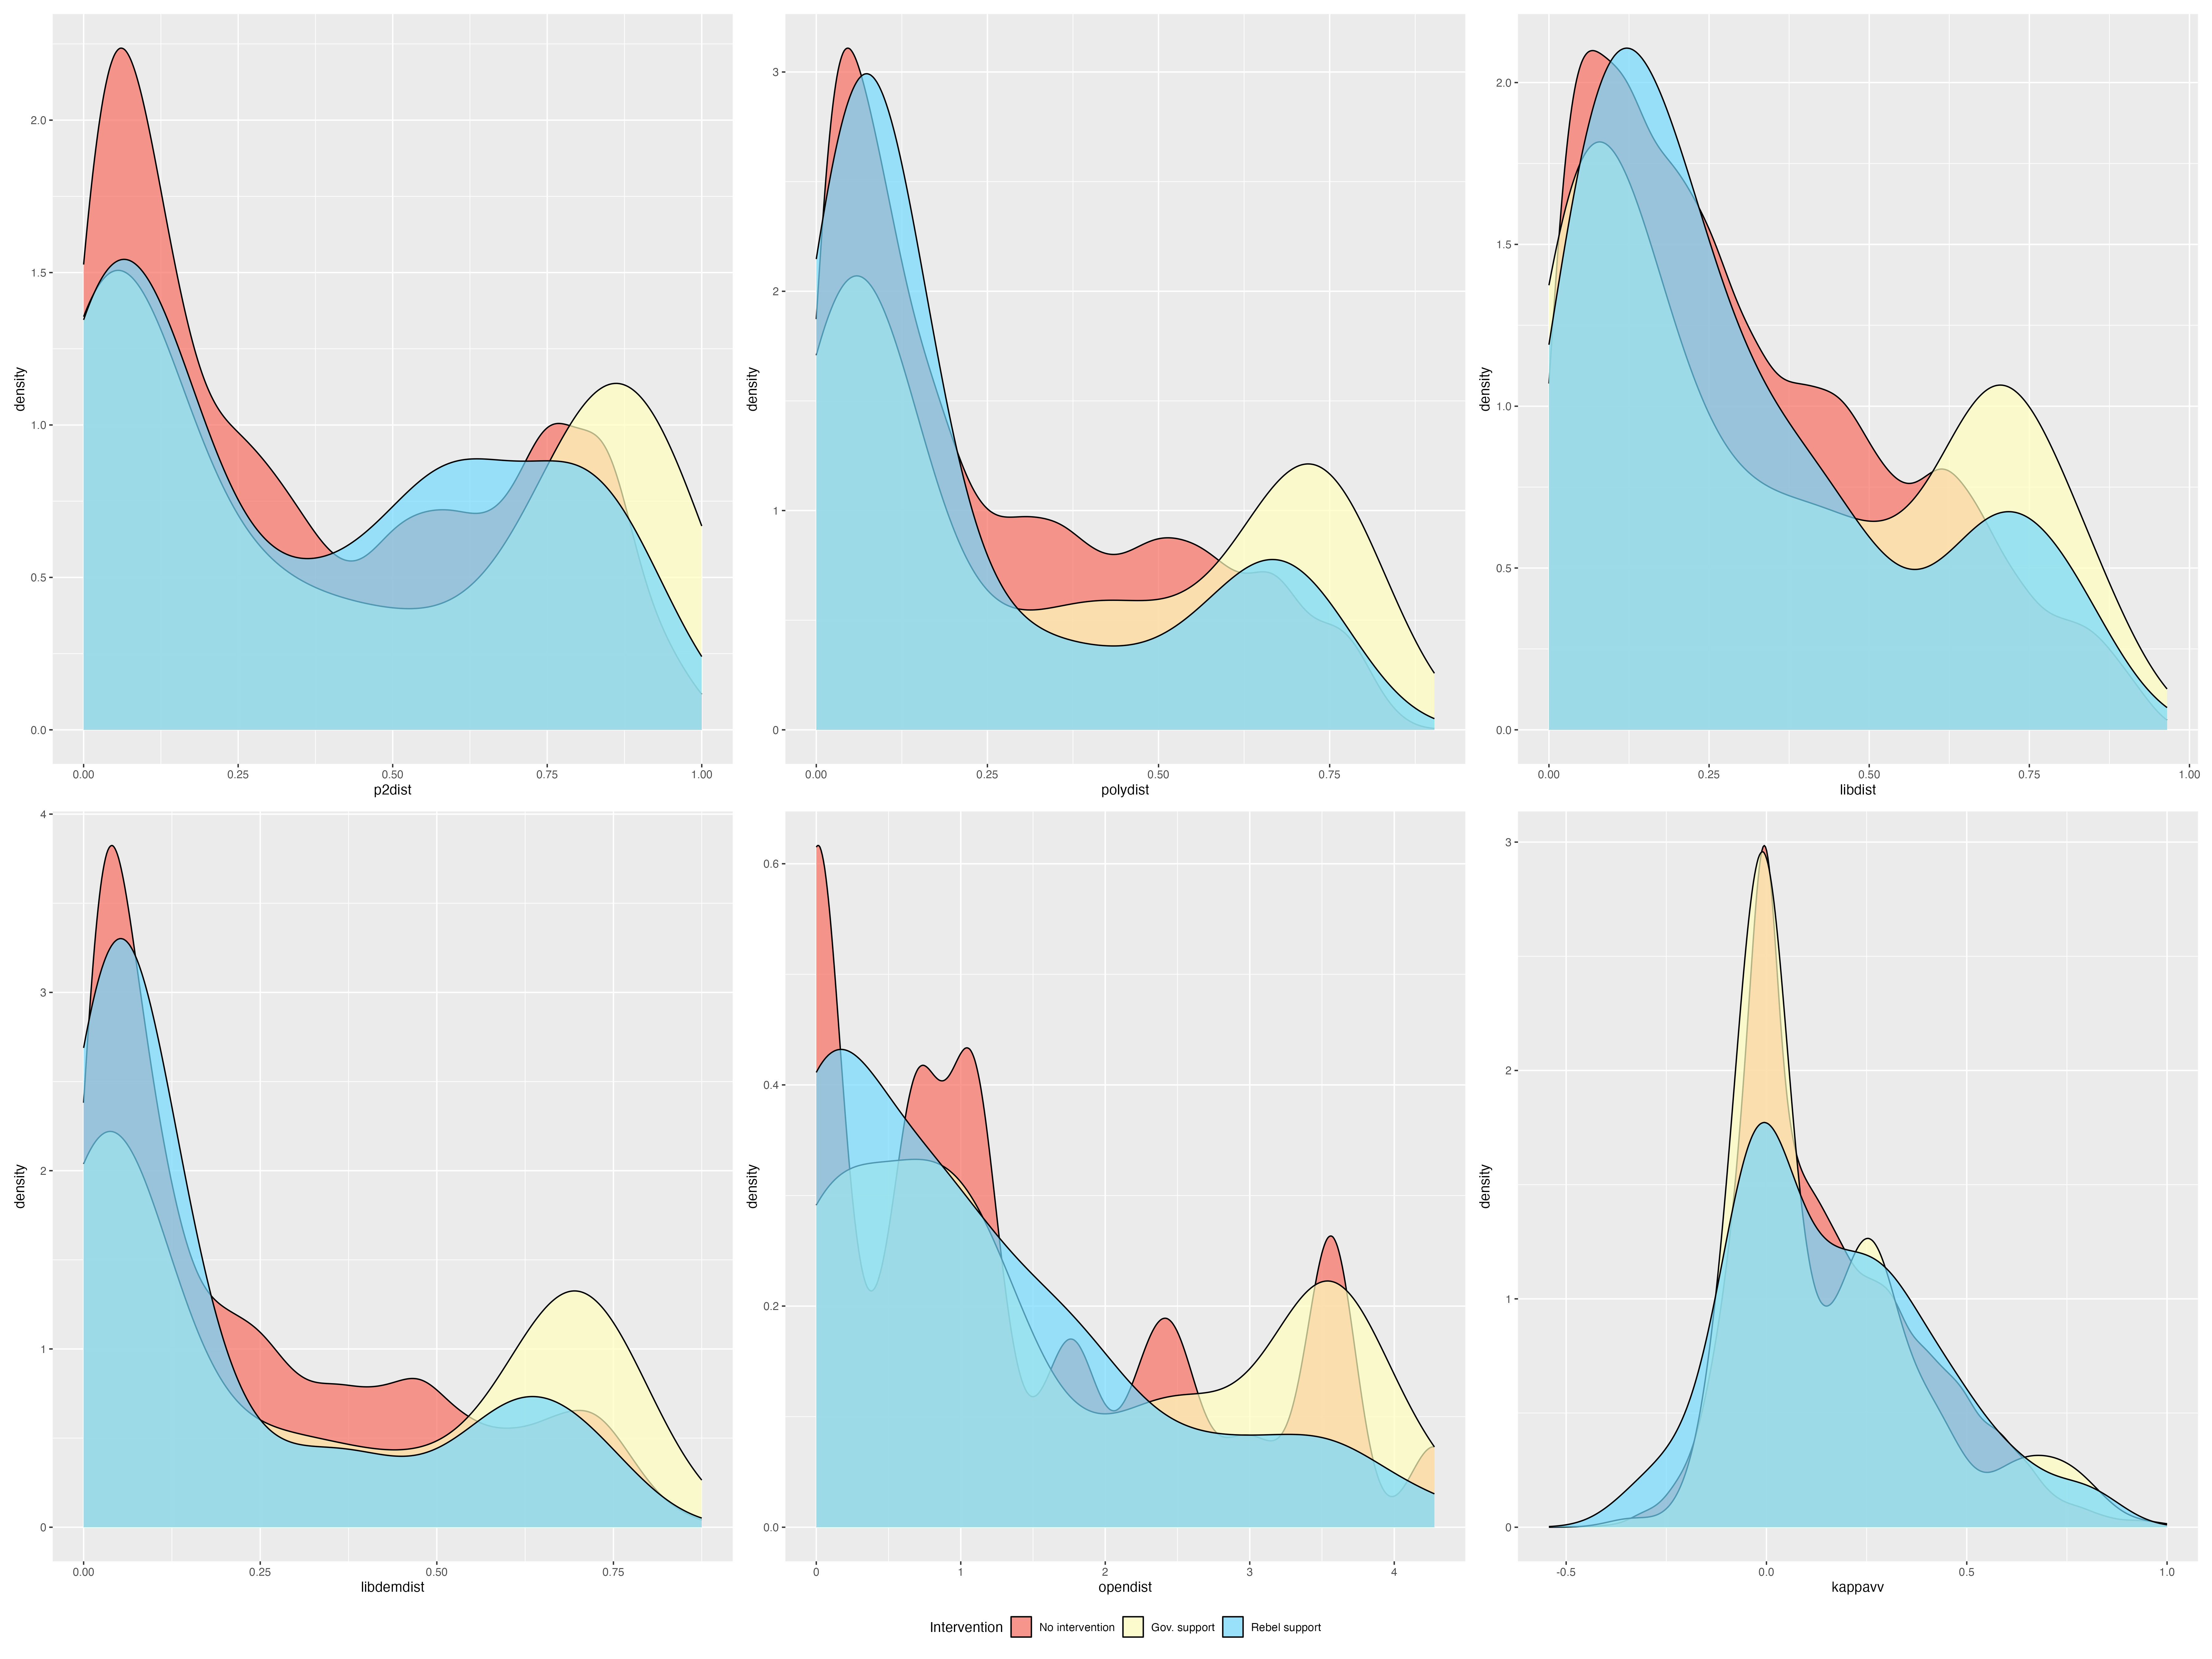 density
2.0
1.5
1.0
0.5
0.0
0.00 0.25 0.50 0.75 1.00
p2dist
density
3
2
1
0
0.00 0.25 0.50 0.75
polydist
density
2.0
1.5
1.0
0.5
0.0
0.00 0.25 0.50 0.75 1.00
libdist
density
4
3
2
1
0
0.00 0.25 0.50 0.75
libdemdist
density
0.6
0.4
0.2
0.0
0 1 2 3 4
opendist
density
3
2
1
0
-0.5 0.0 0.5 1.0
kappavv
Intervention No intervention Gov. support Rebel support